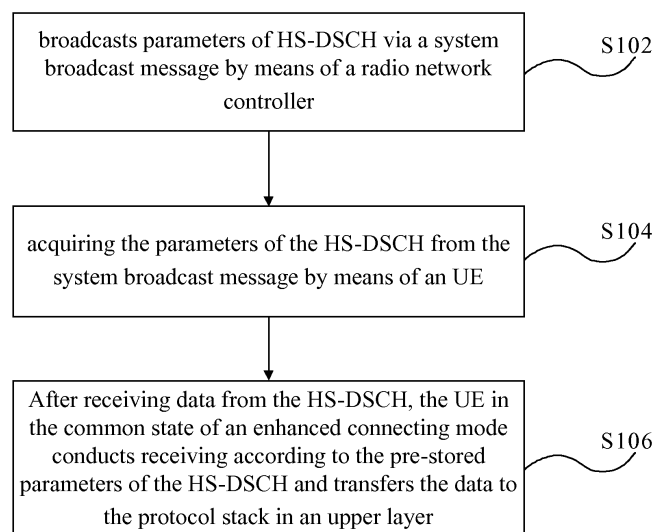 broadcasts parameters of HS-DSCH via a system
broadcast message by means of a radio network
controller
S102
acquiring the parameters of the HS-DSCH from the
system broadcast message by means of an UE
S104
After receiving data from the HS-DSCH, the UE in
the common state of an enhanced connecting mode
conducts receiving according to the pre-stored
parameters of the HS-DSCH and transfers the data to
the protocol stack in an upper layer
S106